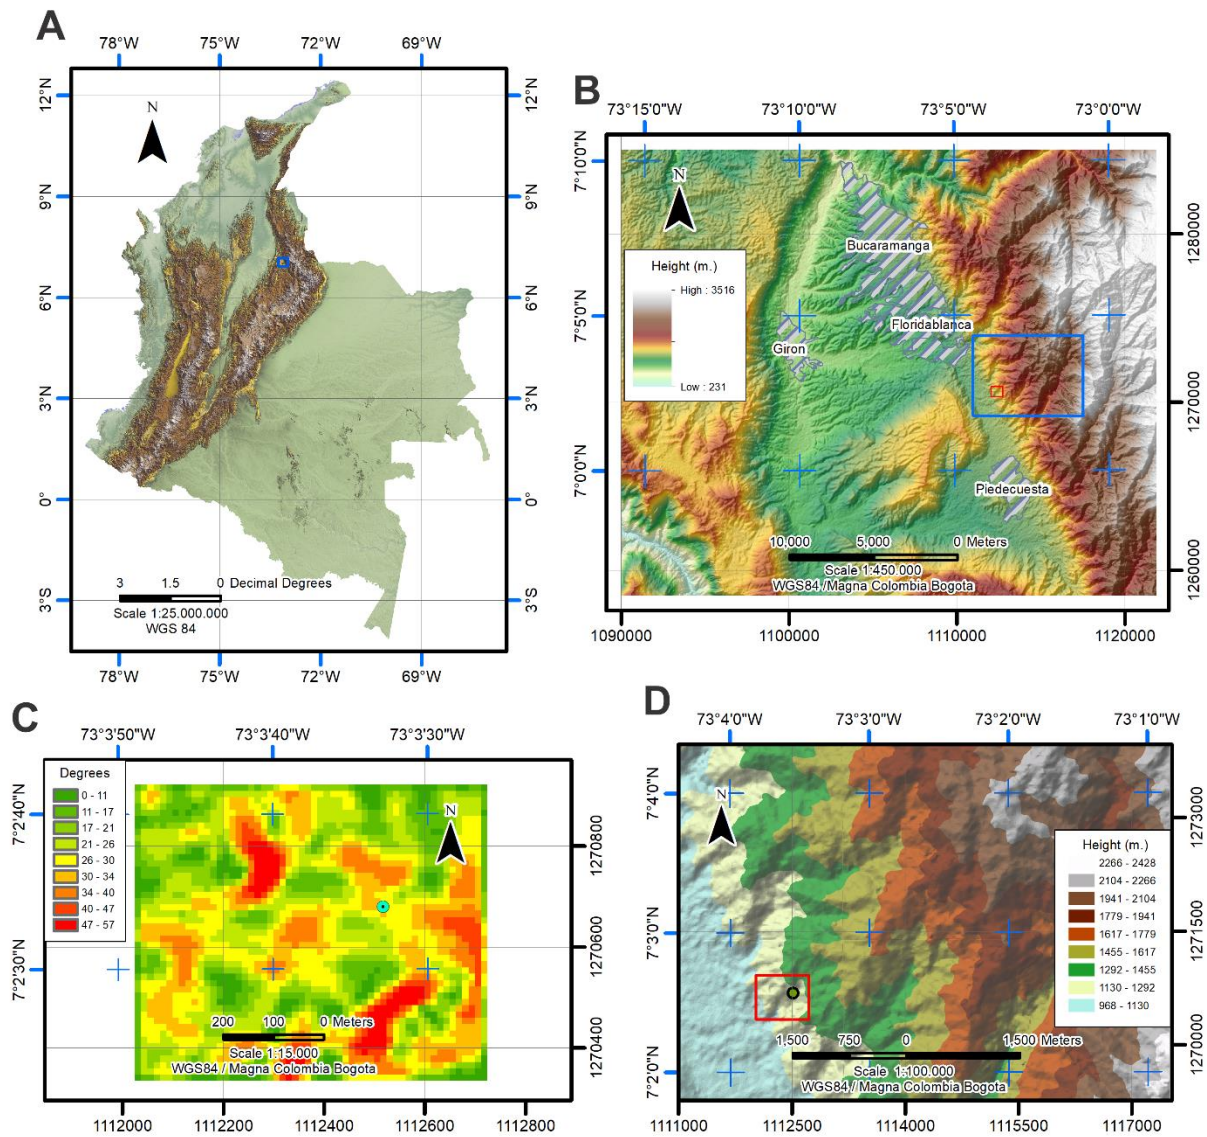 A
78°W 75°W 72°W 69°W
12°N
9°N
6°N
3°N
0°
3°S
12°N
9°N
6°N
3°N
0°
3°S
N
3 1.5 0 Decimal Degrees
Scale 1:25.000.000
WGS 84
78°W 75°W 72°W 69°W
B
73°15'0"W 73°10'0"W 73°5'0"W 73°0'0"W
7°10'0"N
7°5'0"N
7°0'0"N
1280000
1270000
1260000
N
Height (m.)
High : 3516
Low : 231
Bucaramanga
Floridablanca
Giron
Piedecuesta
10,000 5,000 0 Meters
Scale 1:450.000
WGS84 /Magna Colombia Bogota
1090000 1100000 1110000 1120000
C
73°3'50"W 73°3'40"W 73°3'30"W
Degrees
0 - 11
11 - 17
17 - 21
21 - 26
26 - 30
30 - 34
34 - 40
40 - 47
47 - 57
7°2'40"N
7°2'30"N
1270800
1270600
1270400
N
200 100 0 Meters
Scale 1:15.000
WGS84 / Magna Colombia Bogota
1112000 1112200 1112400 1112600 1112800
D
73°4'0"W 73°3'0"W 73°2'0"W 73°1'0"W
7°4'0"N
7°3'0"N
7°2'0"N
1273000
1271500
1270000
N
Height (m.)
2266 - 2428
2104 - 2266
1941 - 2104
1779 - 1941
1617 - 1779
1455 - 1617
1292 - 1455
1130 - 1292
968 - 1130
1,500 750 0 1,500 Meters
Scale 1:100.000
WGS84 / Magna Colombia Bogota
1111000 1112500 1114000 1115500 1117000